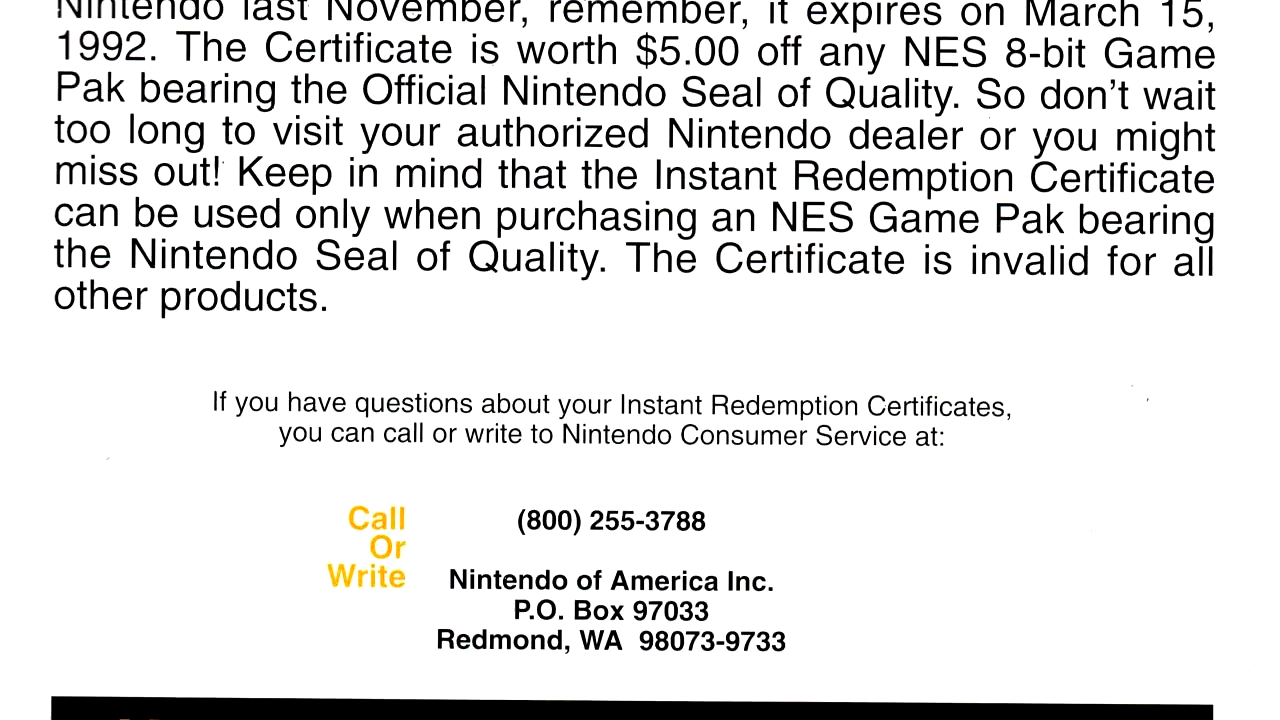 Nintendo last November, remember, it expires on March 15,
1992. The Certificate is worth $5.00 off any NES 8-bit Game
Pak bearing the Official Nintendo Seal of Quality. So don't wait
too long to visit your authorized Nintendo dealer or you might
miss out! Keep in mind that the Instant Redemption Certificate
can be used only when purchasing an NES Game Pak bearing
the Nintendo Seal of Quality. The Certificate is invalid for all
other products.
If you have questions about your Instant Redemption Certificates,
you can call or write to Nintendo Consumer Service at:
Call
Or
Write
(800) 255-3788
Nintendo of America Inc.
P.O. Box 97033
Redmond, WA 98073-9733